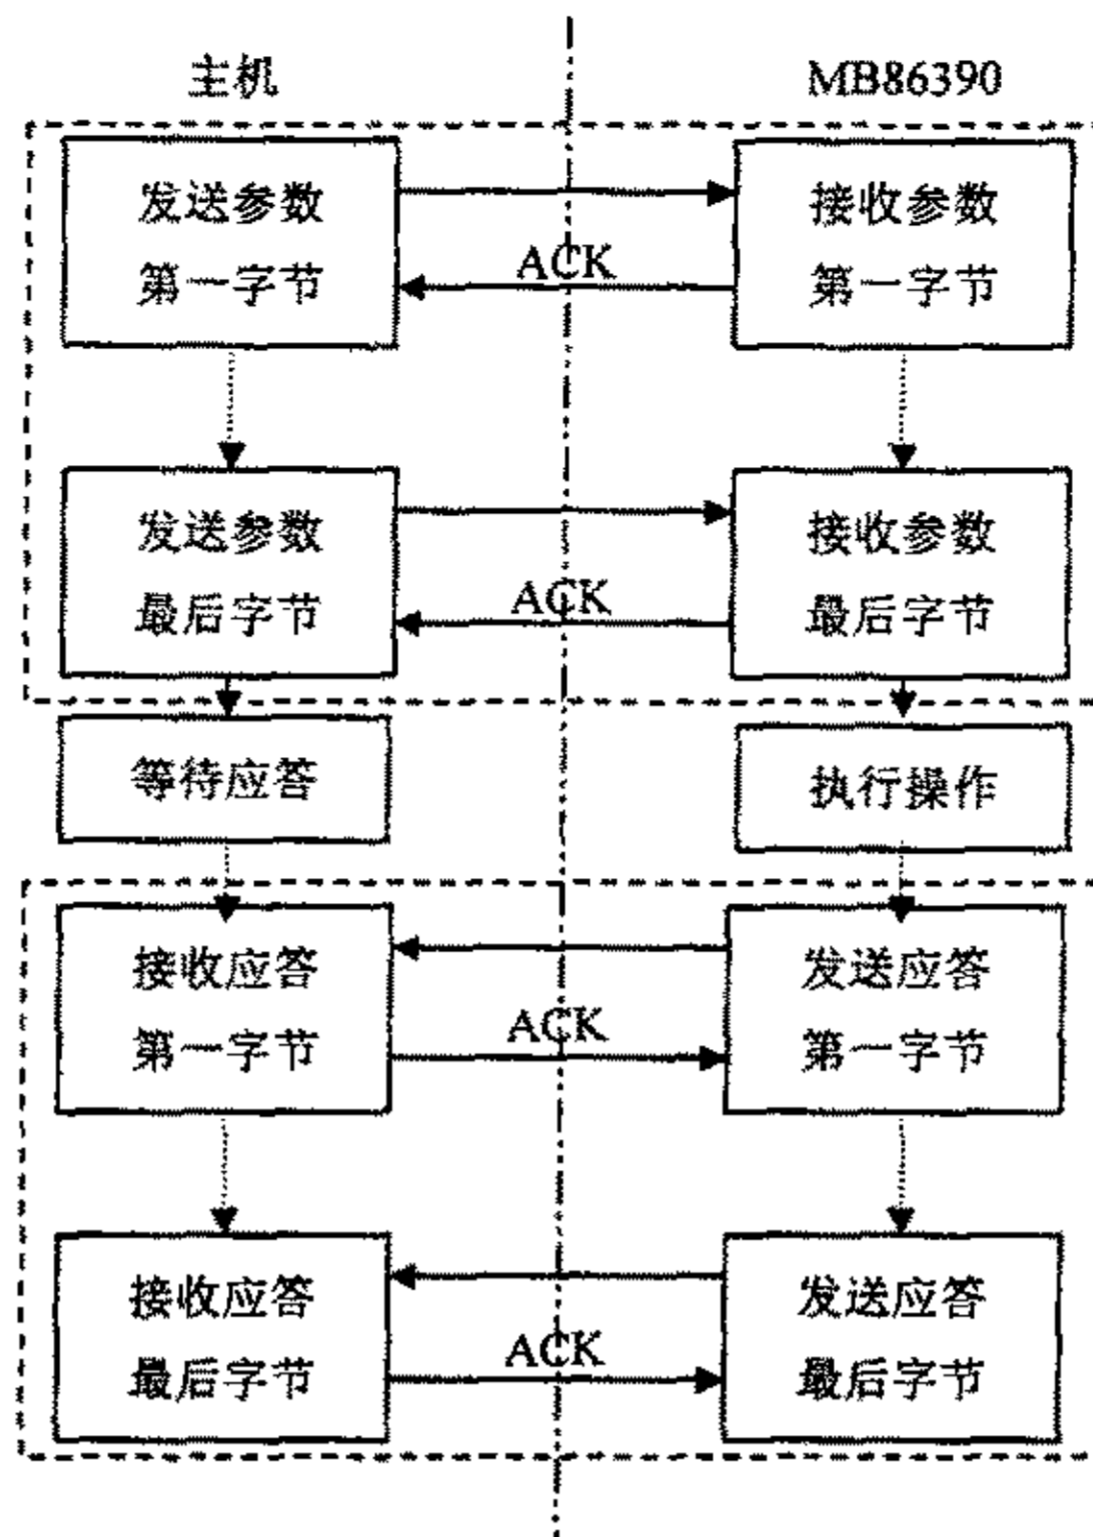 主机
MB86390
发送参数
第一字节
接收参数
第一字节
ACK
发送参数
最后字节
接收参数
最后字节
ACK
等待应答
执行操作
接收应答
第一字节
发送应答
第一字节
ACK
接收应答
最后字节
发送应答
最后字节
ACK